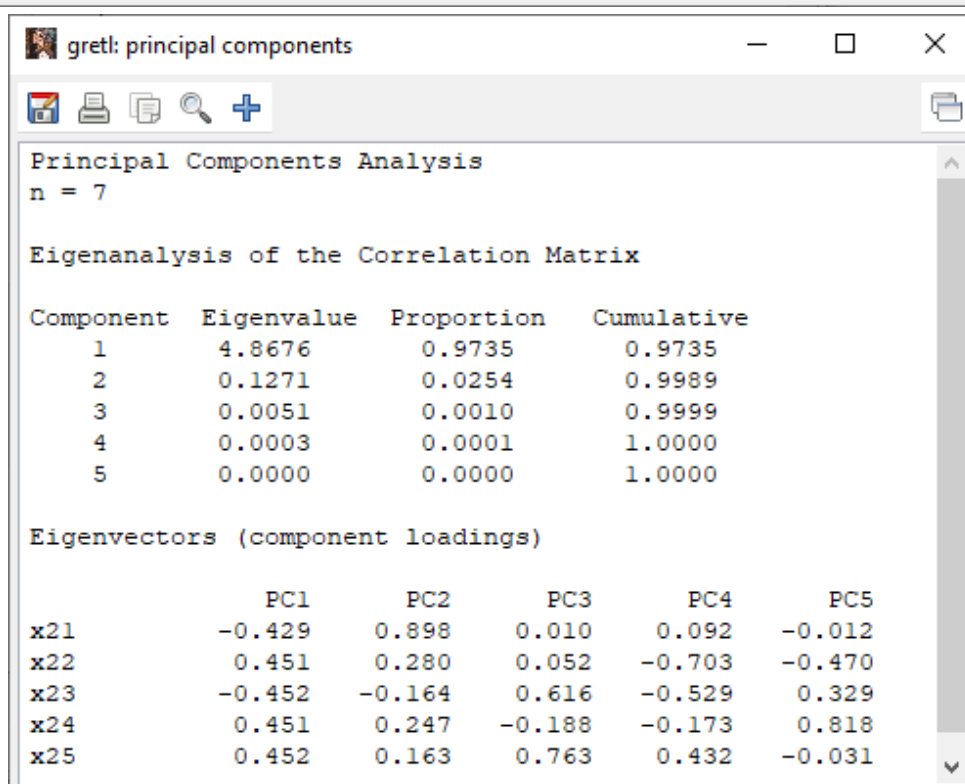 gretl: principal components
Principal Components Analysis
n = 7
Eigenanalysis of the Correlation Matrix
Component Eigenvalue Proportion Cumulative
1 4.8676 0.9735 0.9735
2 0.1271 0.0254 0.9989
3 0.0051 0.0010 0.9999
4 0.0003 0.0001 1.0000
5 0.0000 0.0000 1.0000
Eigenvectors (component loadings)
PC1 PC2 PC3 PC4 PC5
x21 -0.429 0.898 0.010 0.092 -0.012
x22 0.451 0.280 0.052 -0.703 -0.470
x23 -0.452 -0.164 0.616 -0.529 0.329
x24 0.451 0.247 -0.188 -0.173 0.818
x25 0.452 0.163 0.763 0.432 -0.031